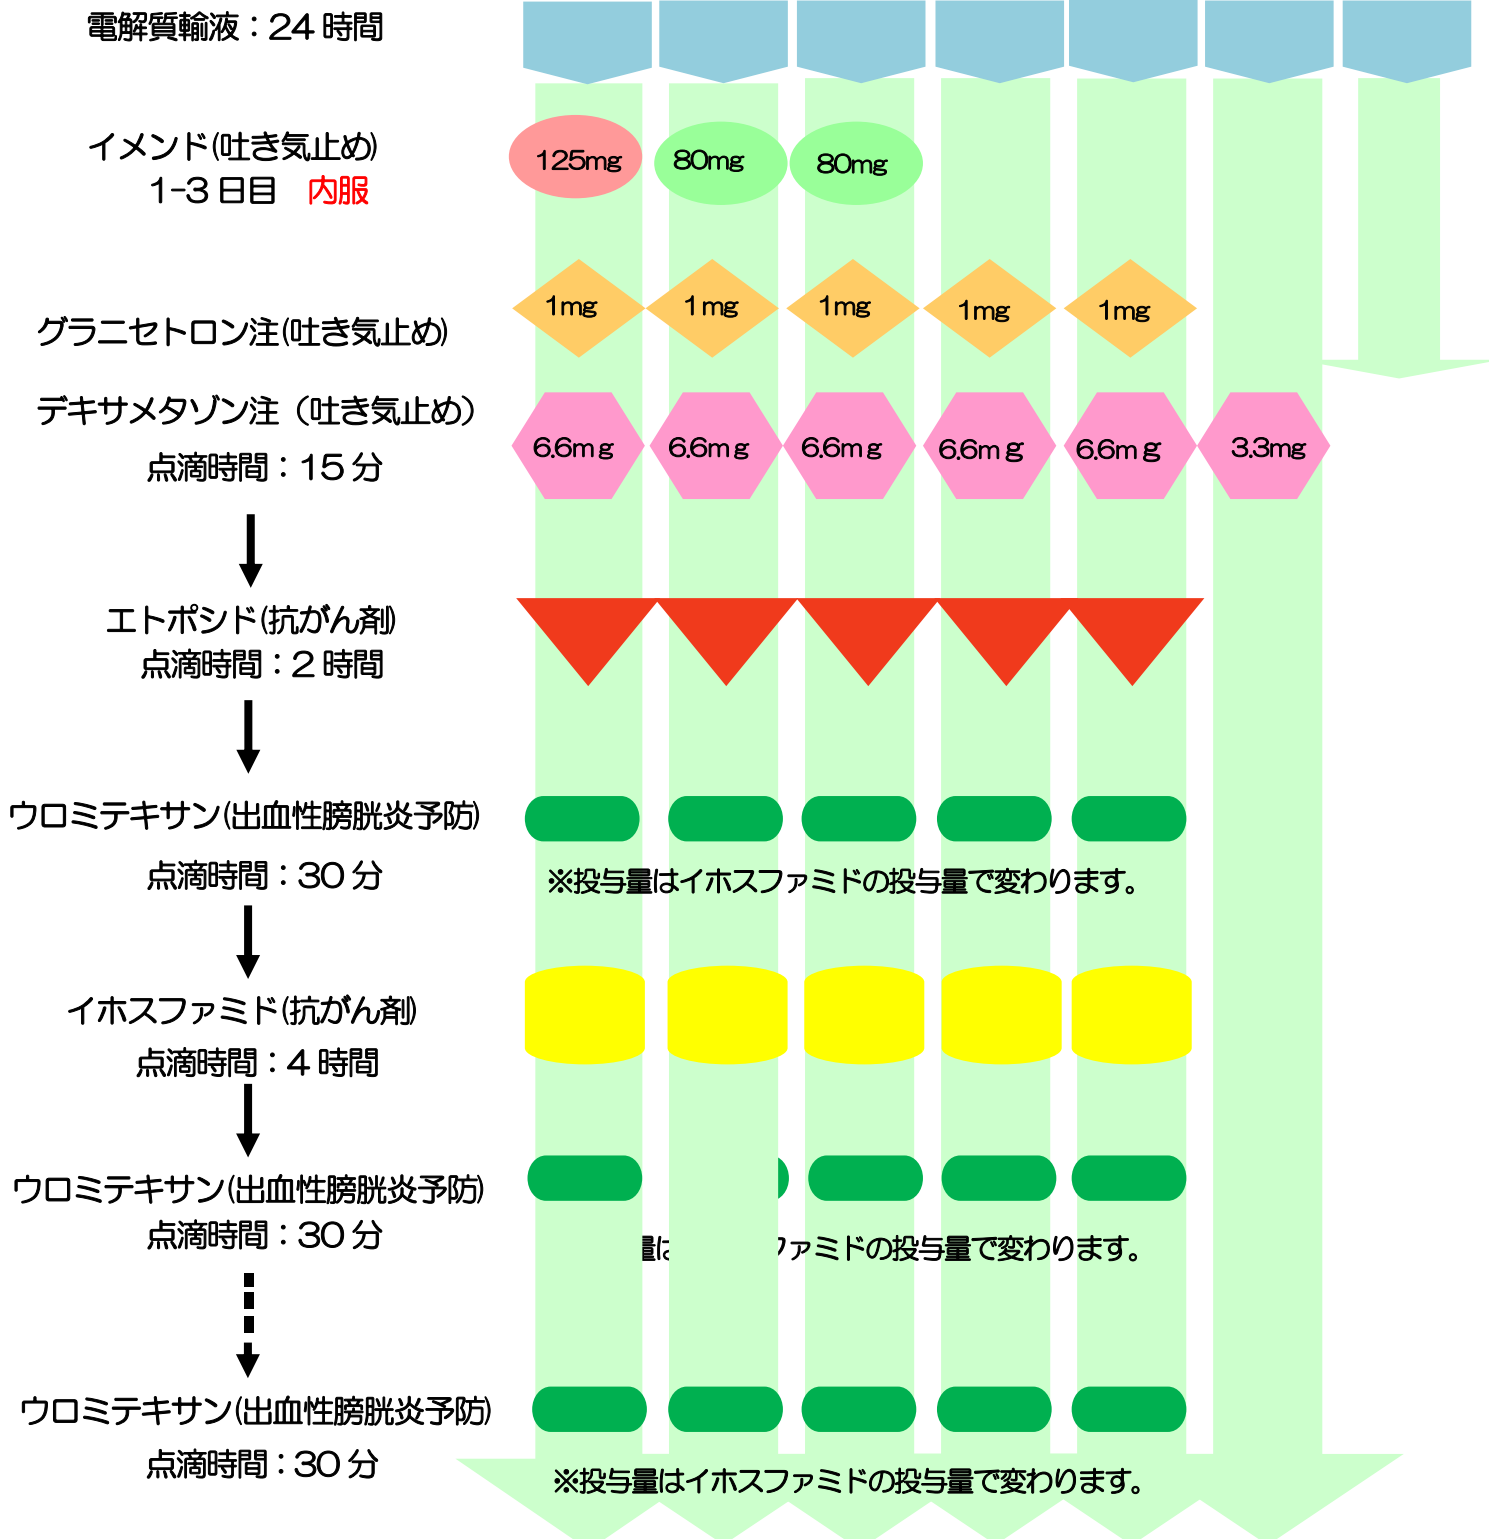 電解質輸液：24 時間
イメンド(吐き気止め)
1-3 日目　内服
125mg 80mg 80mg
1mg 1mg 1mg 1mg 1mg
グラニセトロン注(吐き気止め)
デキサメタゾン注（吐き気止め）
点滴時間：15 分
6.6mg 6.6mg 6.6mg 6.6mg 6.6mg 3.3mg
エトポシド(抗がん剤)
点滴時間：2 時間
ウロミテキサン(出血性膀胱炎予防)
点滴時間：30 分
※投与量はイホスファミドの投与量で変わります。
イホスファミド(抗がん剤)
点滴時間：4 時間
ウロミテキサン(出血性膀胱炎予防)
点滴時間：30 分
量は ファミドの投与量で変わります。
ウロミテキサン(出血性膀胱炎予防)
点滴時間：30 分
※投与量はイホスファミドの投与量で変わります。